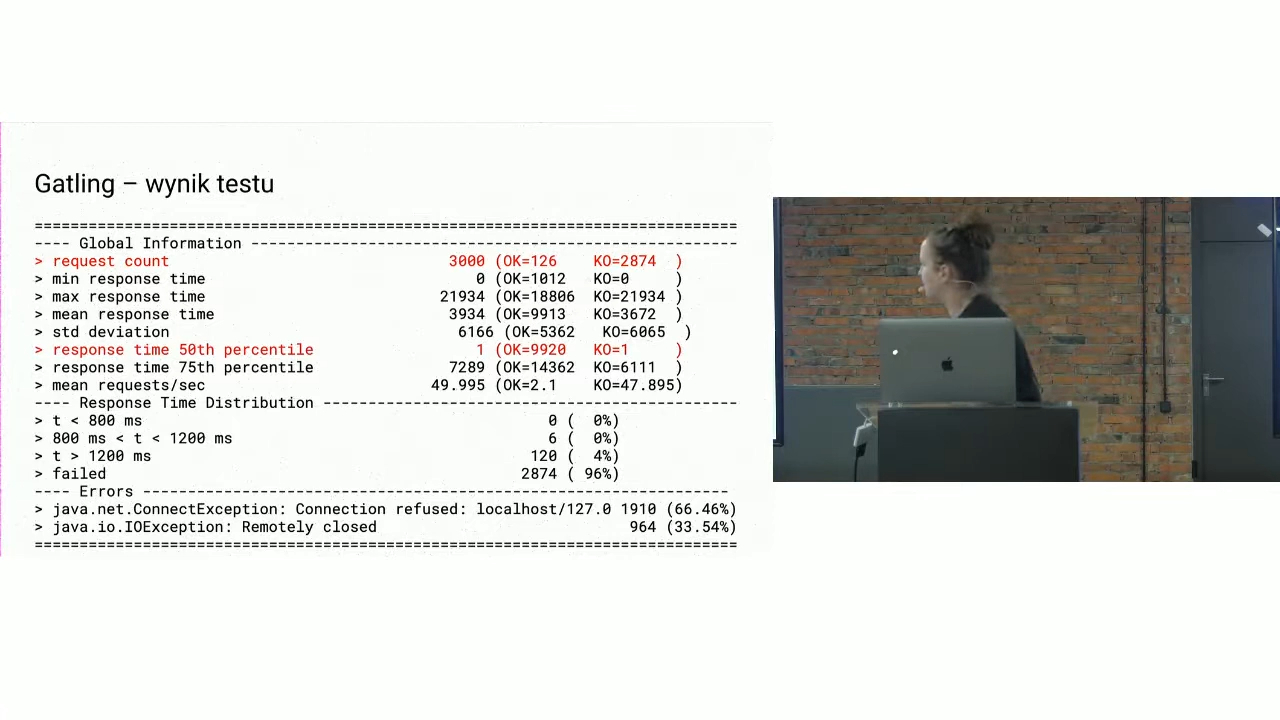 Gatling – wynik testu
================================================================================
---- Global Information --------------------------------------------------------
> request count 3000 (OK=126 KO=2874 )
> min response time 0 (OK=1012 KO=0 )
> max response time 21934 (OK=18806 KO=21934 )
> mean response time 3934 (OK=9913 KO=3672 )
> std deviation 6166 (OK=5362 KO=6065 )
> response time 50th percentile 1 (OK=9920 KO=1 )
> response time 75th percentile 7289 (OK=14362 KO=6111 )
> mean requests/sec 49.995 (OK=2.1 KO=47.895)
---- Response Time Distribution ------------------------------------------------
> t < 800 ms 0 ( 0%)
> 800 ms < t < 1200 ms 6 ( 0%)
> t > 1200 ms 120 ( 4%)
> failed 2874 ( 96%)
---- Errors --------------------------------------------------------------------
> java.net.ConnectException: Connection refused: localhost/127.0 1910 (66.46%)
> java.io.IOException: Remotely closed 964 (33.54%)
================================================================================